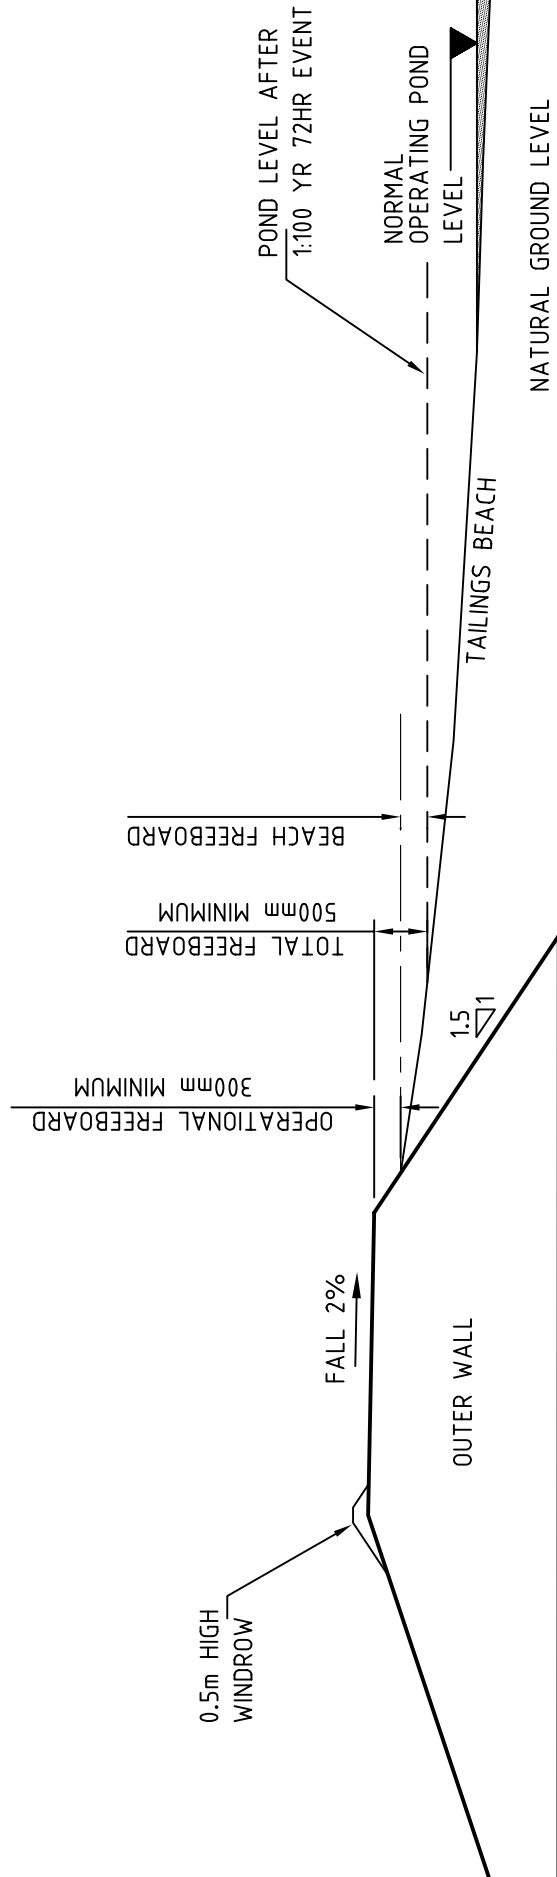 0.5m HIGH
WINDROW
FALL 2%
OUTER WALL
OPERATIONAL FREEBOARD
300mm MINIMUM
1.5
1
TOTAL FREEBOARD
500mm MINIMUM
BEACH FREEBOARD
TAILINGS BEACH
POND LEVEL AFTER
1:100 YR 72HR EVENT
NORMAL
OPERATING POND
LEVEL
NATURAL GROUND LEVEL